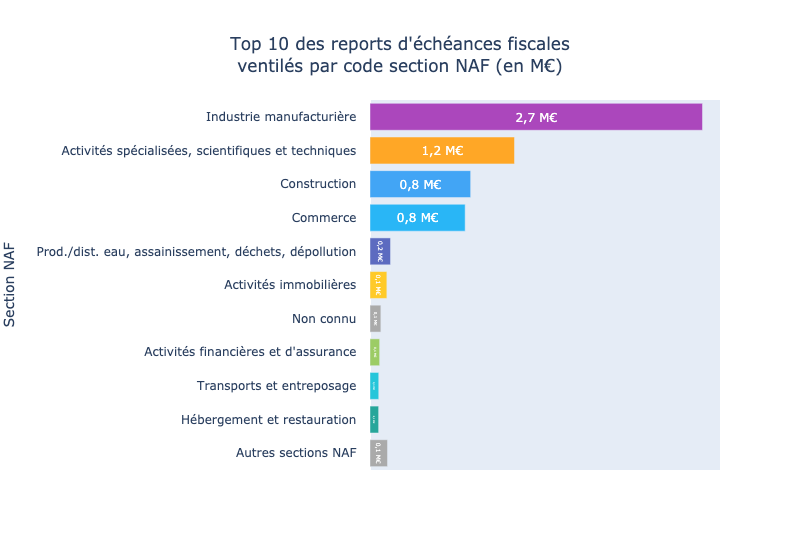 Top 10 des reports d'échéances fiscales
ventilés par code section NAF (en M€)
Section NAF
Industrie manufacturière
2,7 M€
Activités spécialisées, scientifiques et techniques
1,2 M€
Construction
0,8 M€
Commerce
0,8 M€
Prod./dist. eau, assainissement, déchets, dépollution
0,2 M€
Activités immobilières
0,1 M€
Non connu
0,1 M€
Activités financières et d'assurance
Transports et entreposage
Hébergement et restauration
Autres sections NAF
0,1 M€